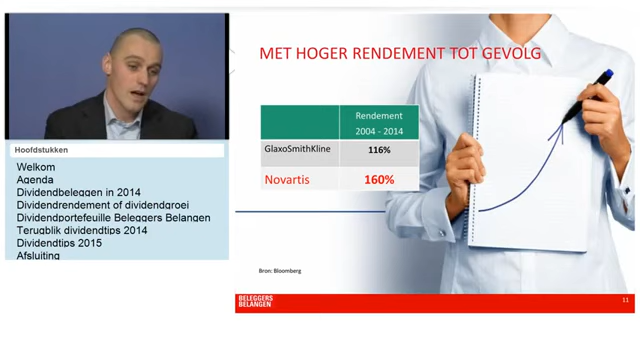 Hoofdstukken
Welkom
Agenda
Dividendbeleggen in 2014
Dividendrendement of dividendgroei
Dividendportefeuille Beleggers Belangen
Terugblik dividendtips 2014
Dividendtips 2015
Afsluiting
MET HOGER RENDEMENT TOT GEVOLG
Rendement
2004 - 2014
GlaxoSmithKline 116%
Novartis 160%
Bron: Bloomberg
BELEGGERS
BELANGEN
11